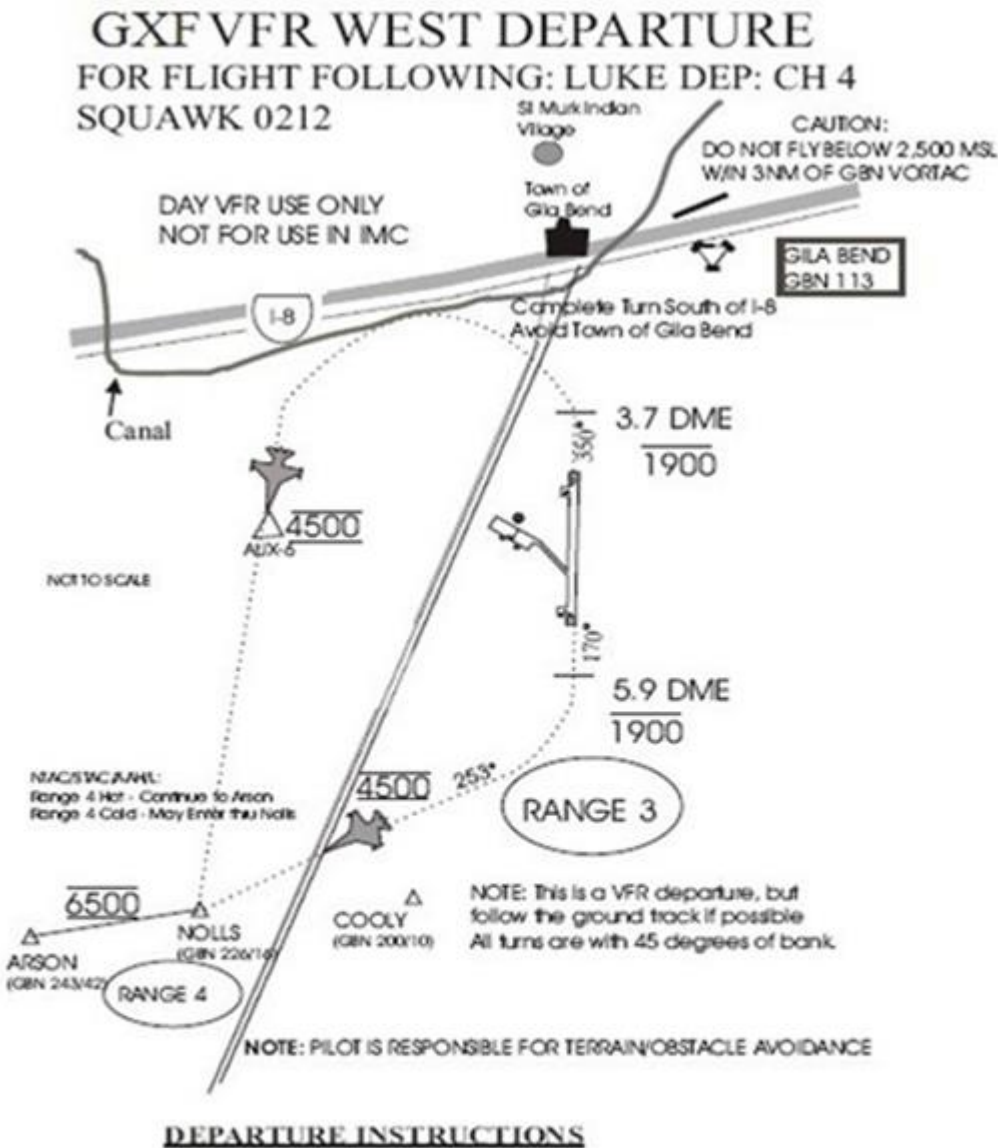 GXF VFR WEST DEPARTURE
FOR FLIGHT FOLLOWING: LUKE DEP: CH 4
SQUAWK 0212
SI Murk Indian
Village
CAUTION:
DO NOT FLY BELOW 2,500 MSL
W/IN 3NM OF GBN VORTAC
DAY VFR USE ONLY
NOT FOR USE IN IMC
Town of
Gila Bend
GILA BEND
GBN 113
I-8
Complete Turn South of I-8
Avoid Town of Gila Bend
Canal
3.7 DME
1900
350°
4500
AUX-6
NOT TO SCALE
170°
5.9 DME
1900
253°
4500
Range 4 Hot - Continue to Arson
Range 4 Cold - May Enter thru Nolls
RANGE 3
6500
NOLLS
(GBN 226/16)
ARSON
(GBN 243/42)
RANGE 4
COOLY
(GBN 200/10)
NOTE: This is a VFR departure, but
follow the ground track if possible
All turns are with 45 degrees of bank.
NOTE: PILOT IS RESPONSIBLE FOR TERRAIN/OBSTACLE AVOIDANCE
DEPARTURE INSTRUCTIONS